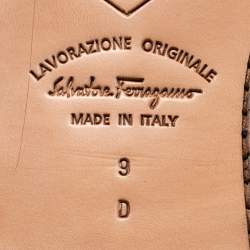 LAVORAZIONE ORIGINALE
Salvatore Ferragamo
MADE IN ITALY
9
D